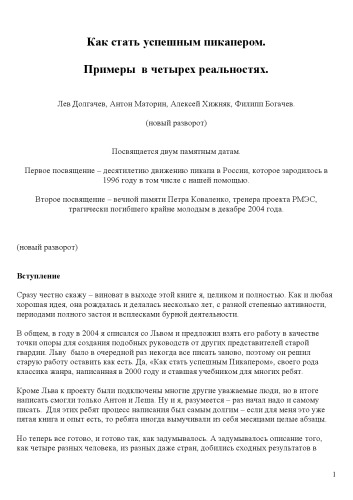 Как стать успешным пикапером.
Примеры в четырех реальностях.
Лев Долгачев, Антон Маторин, Алексей Хижняк, Филипп Богачев
(новый разворот)
Посвящается двум памятным датам.
Первое посвящение – десятилетию движению пикапа в России, которое зародилось в
1996 году в том числе с нашей помощью.
Второе посвящение – вечной памяти Петра Коваленко, тренера проекта РМЭС,
трагически погибшего крайне молодым в декабре 2004 года.
(новый разворот)
Вступление
Сразу честно скажу – виноват в выходе этой книги я, целиком и полностью. Как и любая
хорошая идея, она рождалась и делалась несколько лет, с разной степенью активности,
периодами полного застоя и всплесками бурной деятельности.
В общем, в году в 2004 я списался со Львом и предложил взять его работу в качестве
точки опоры для создания подобных руководств от других представителей старой
гвардии. Льву было в очередной раз некогда все писать заново, поэтому он решил
старую работу оставить как есть. Да, «Как стать успешным Пикапером», своего рода
классика жанра, написанная в 2000 году и ставшая учебником для многих ребят.
Кроме Льва к проекту были подключены многие другие уважаемые люди, но в итоге
написать смогли только Антон и Леша. Ну и я, разумеется – раз начал надо и самому
писать. Для этих ребят процесс написания был самым долгим – если для меня это уже
пятая книга и опыт есть, то ребята иногда вымучивали из себя месяцами целые абзацы.
Но теперь все готово, и готово так, как задумывалось. А задумывалось описание того,
как четыре разных человека, из разных даже стран, добились сходных результатов в
1